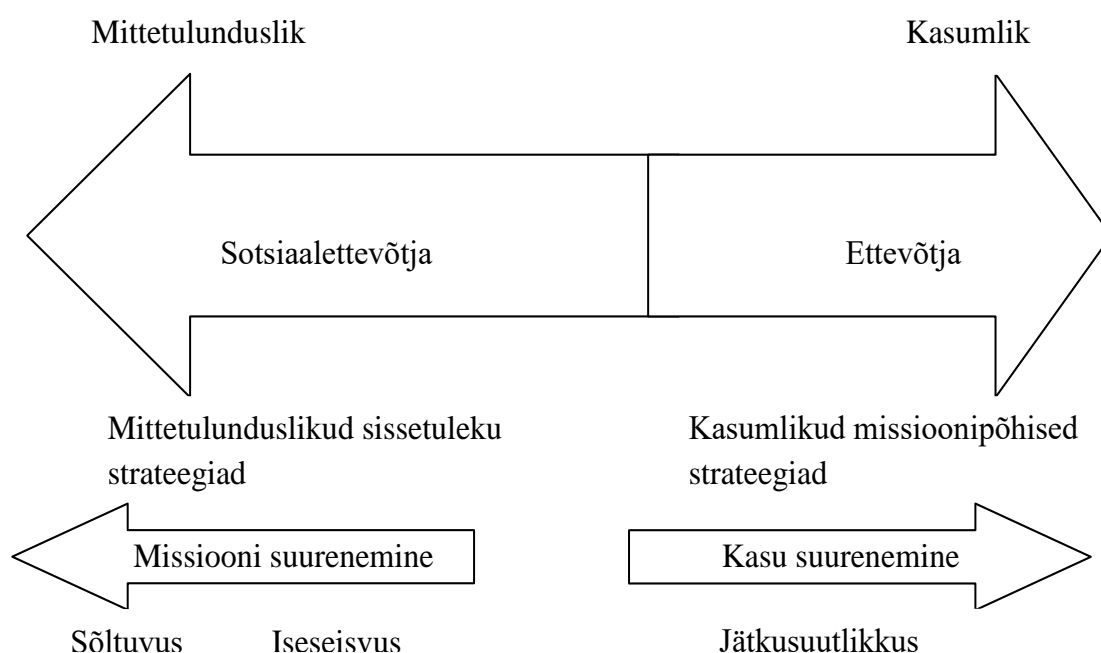 Mittetulunduslik Kasumlik
Sotsiaalettevõtja Ettevõtja
Mittetulunduslikud sissetuleku
strateegiad
Kasumlikud missioonipõhised
strateegiad
Missiooni suurenemine Kasu suurenemine
Sõltuvus Iseseisvus Jätkusuutlikkus